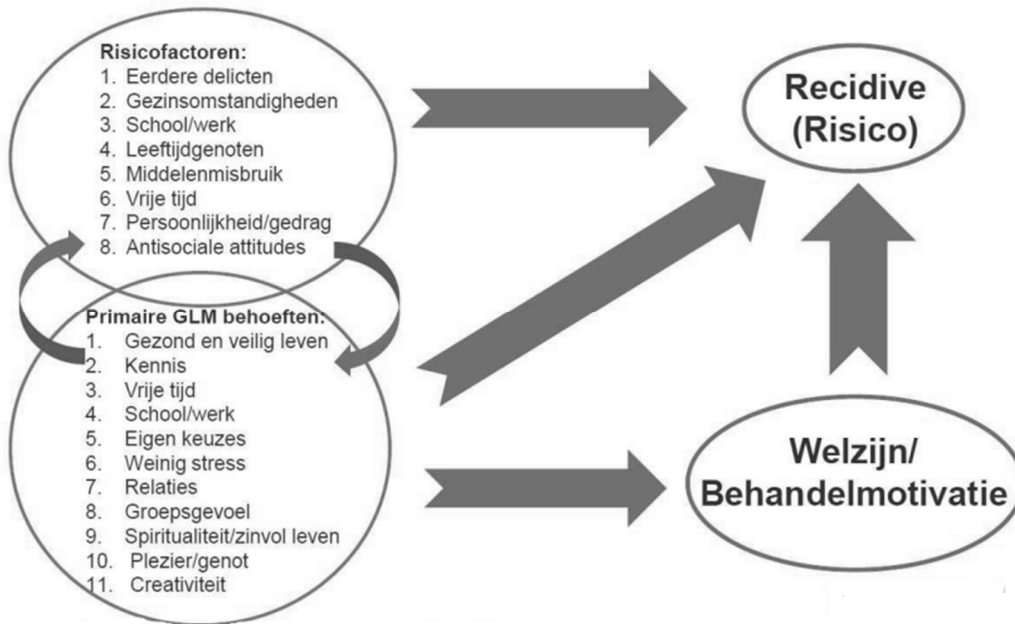 Risicofactoren:
1. Eerdere delicten
2. Gezinsomstandigheden
3. School/werk
4. Leeftijdgenoten
5. Middelenmisbruik
6. Vrije tijd
7. Persoonlijkheid/gedrag
8. Antisociale attitudes
Primaire GLM behoeften:
1. Gezond en veilig leven
2. Kennis
3. Vrije tijd
4. School/werk
5. Eigen keuzes
6. Weinig stress
7. Relaties
8. Groepsgevoel
9. Spiritualiteit/zinvol leven
10. Plezier/genot
11. Creativiteit
Recidive
(Risico)
Welzijn/
Behandelmotivatie